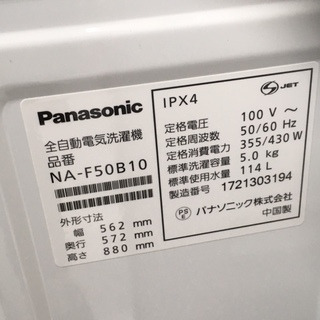 Panasonic
全自動電気洗濯機
品番
NA-F50B10
外形寸法
幅 562 mm
奥行 572 mm
高さ 880 mm
IPX4
S JET
定格電圧 100 V ～
定格周波数 50/60 Hz
定格消費電力 355/430 W
標準洗濯容量 5.0 kg
標準使用水量 114 L
製造番号 1721303194
PS E
パナソニック株式会社
中国製